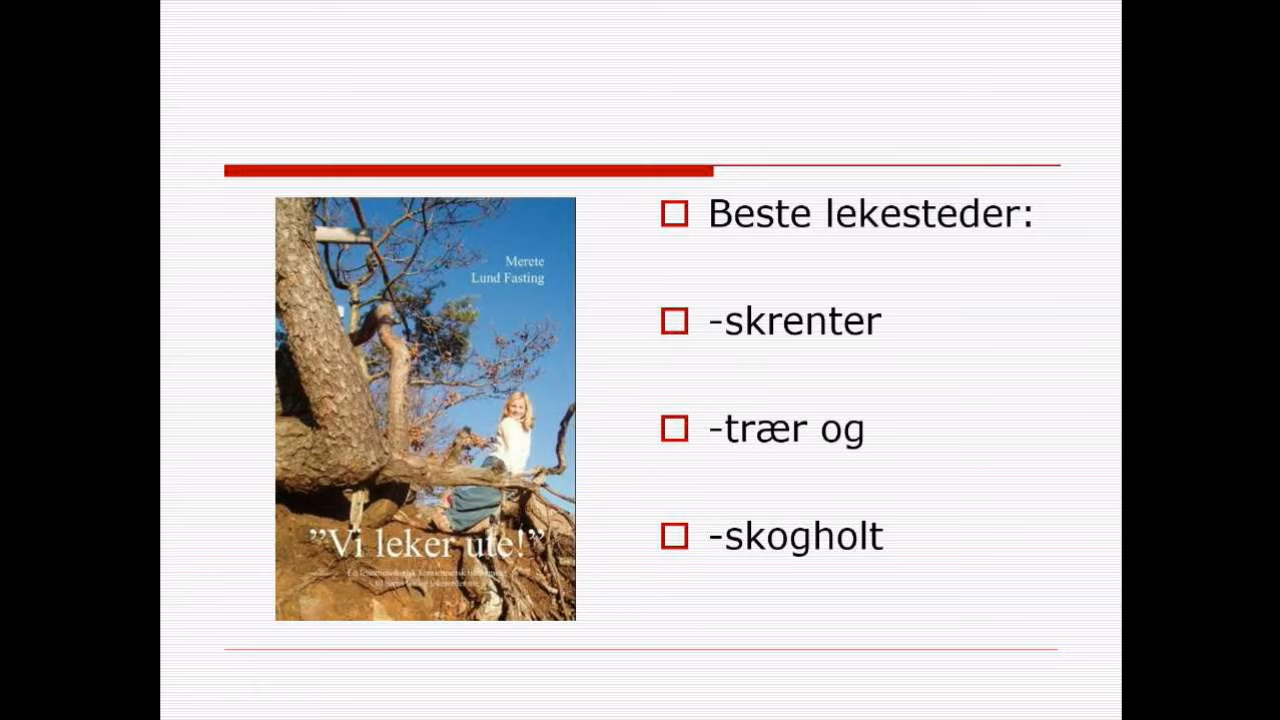 Merete
Lund Fasting
"Vi leker ute!"
Beste lekesteder:
-skrenter
-trær og
-skogholt